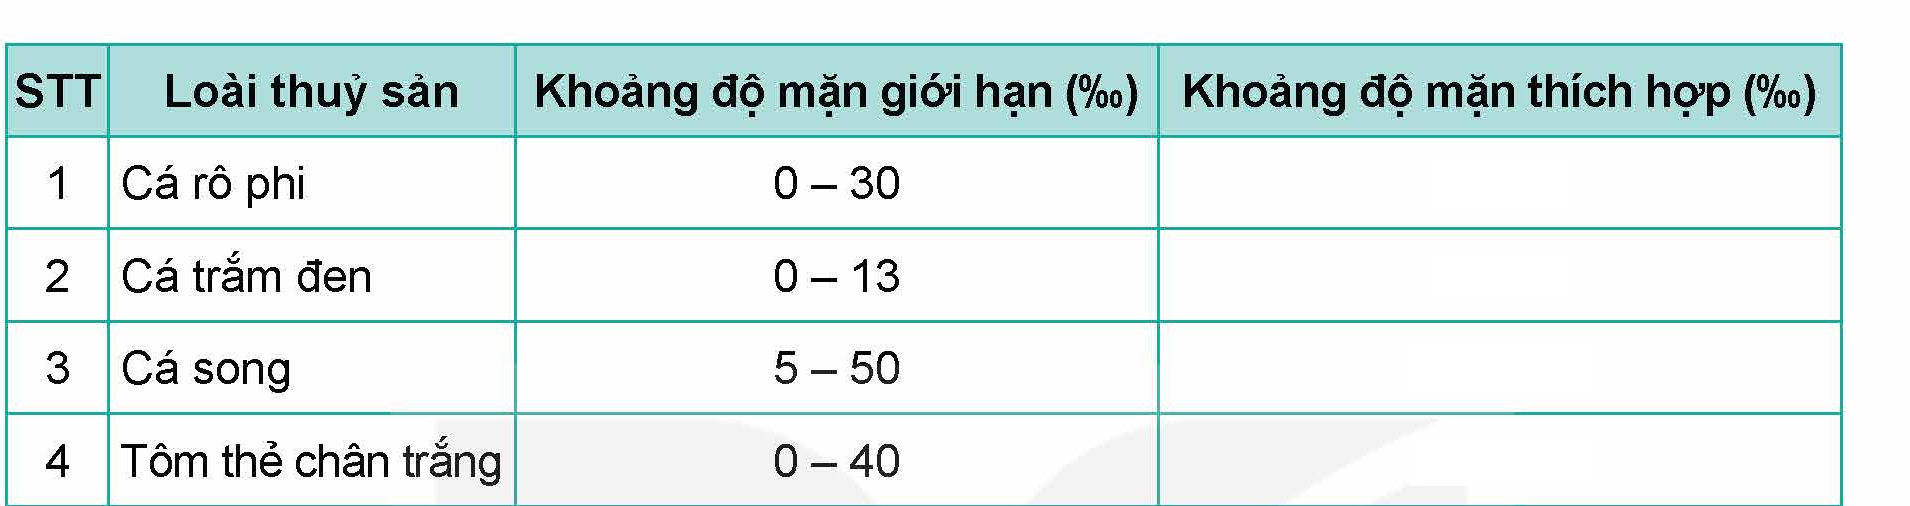 STT Loài thuỷ sản Khoảng độ mặn giới hạn (‰) Khoảng độ mặn thích hợp (‰)
1 Cá rô phi 0 – 30
2 Cá trắm đen 0 – 13
3 Cá song 5 – 50
4 Tôm thẻ chân trắng 0 – 40